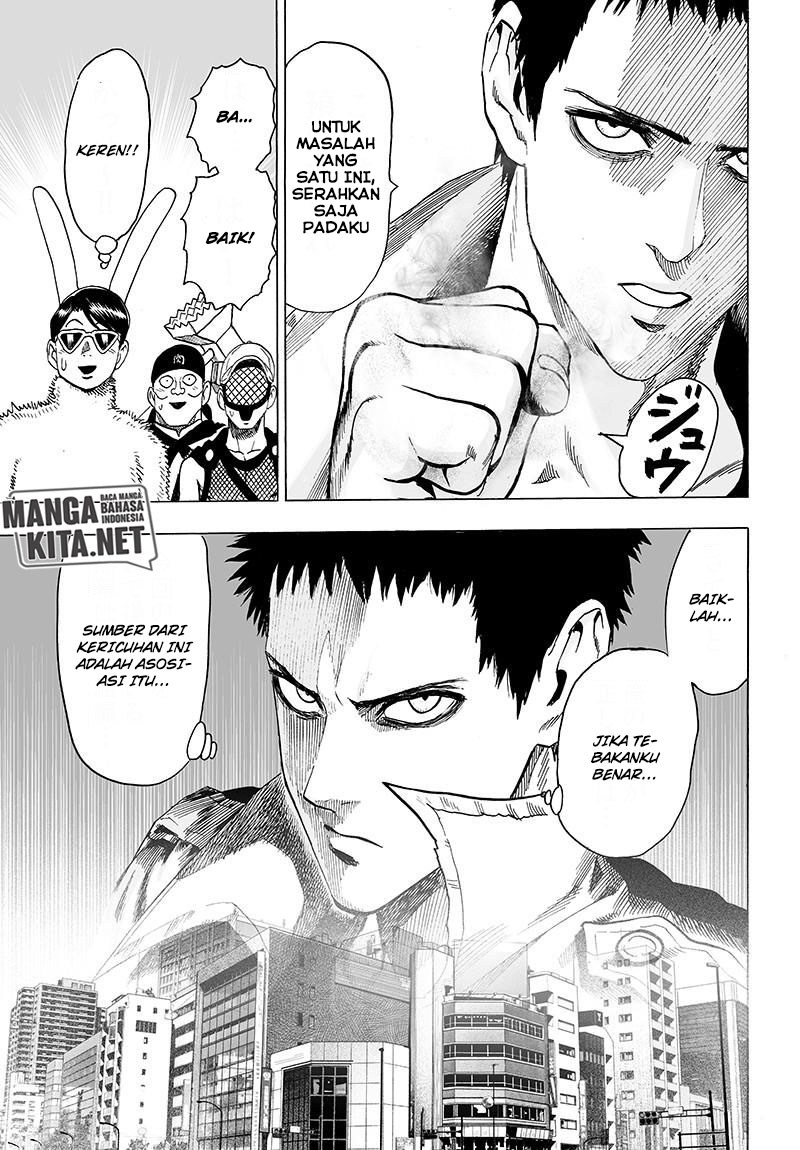 UNTUK
MASALAH
YANG
SATU INI,
SERAHKAN
SAJA
PADAKU
ジュウ
BA...
BAIK!
KEREN!!
閃
MANGA
KITA.NET
BACA MANGA
BAHASA
INDONESIA
BAIK-
LAH...
JIKA TE-
BAKANKU
BENAR...
SUMBER DARI
KERICUHAN INI
ADALAH ASOSI-
ASI ITU...